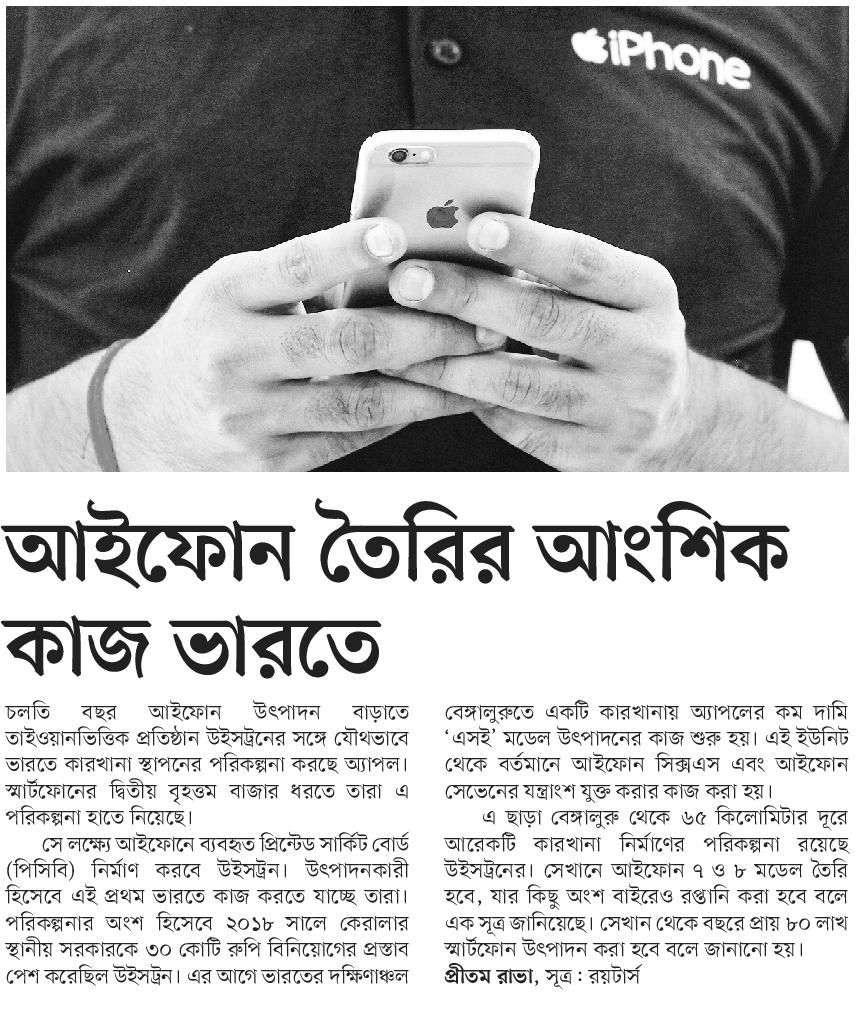 iPhone
আইফোন তৈরির আংশিক
কাজ ভারতে
চলতি বছর আইফোন উৎপাদন বাড়াতে
তাইওয়ানভিত্তিক প্রতিষ্ঠান উইসট্রনের সঙ্গে যৌথভাবে
ভারতে কারখানা স্থাপনের পরিকল্পনা করছে অ্যাপল।
স্মার্টফোনের দ্বিতীয় বৃহত্তম বাজার ধরতে তারা এ
পরিকল্পনা হাতে নিয়েছে।
সে লক্ষ্যে আইফোনে ব্যবহৃত প্রিন্টেড সার্কিট বোর্ড
(পিসিবি) নির্মাণ করবে উইসট্রন। উৎপাদনকারী
হিসেবে এই প্রথম ভারতে কাজ করতে যাচ্ছে তারা।
পরিকল্পনার অংশ হিসেবে ২০১৮ সালে কেরালার
স্থানীয় সরকারকে ৩০ কোটি রুপি বিনিয়োগের প্রস্তাব
পেশ করেছিল উইসট্রন। এর আগে ভারতের দক্ষিণাঞ্চল
বেঙ্গালুরুতে একটি কারখানায় অ্যাপলের কম দামি
‘এসই’ মডেল উৎপাদনের কাজ শুরু হয়। এই ইউনিট
থেকে বর্তমানে আইফোন সিক্সএস এবং আইফোন
সেভেনের যন্ত্রাংশ যুক্ত করার কাজ করা হয়।
এ ছাড়া বেঙ্গালুরু থেকে ৬৫ কিলোমিটার দূরে
আরেকটি কারখানা নির্মাণের পরিকল্পনা রয়েছে
উইসট্রনের। সেখানে আইফোন ৭ ও ৮ মডেল তৈরি
হবে, যার কিছু অংশ বাইরেও রপ্তানি করা হবে বলে
এক সূত্র জানিয়েছে। সেখান থেকে বছরে প্রায় ৮০ লাখ
স্মার্টফোন উৎপাদন করা হবে বলে জানানো হয়।
প্রীতম রাভা, সূত্র : রয়টার্স